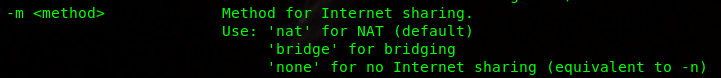 -m <method>             Method for Internet sharing.
                        Use: 'nat' for NAT (default)
                             'bridge' for bridging
                             'none' for no Internet sharing (equivalent to -n)